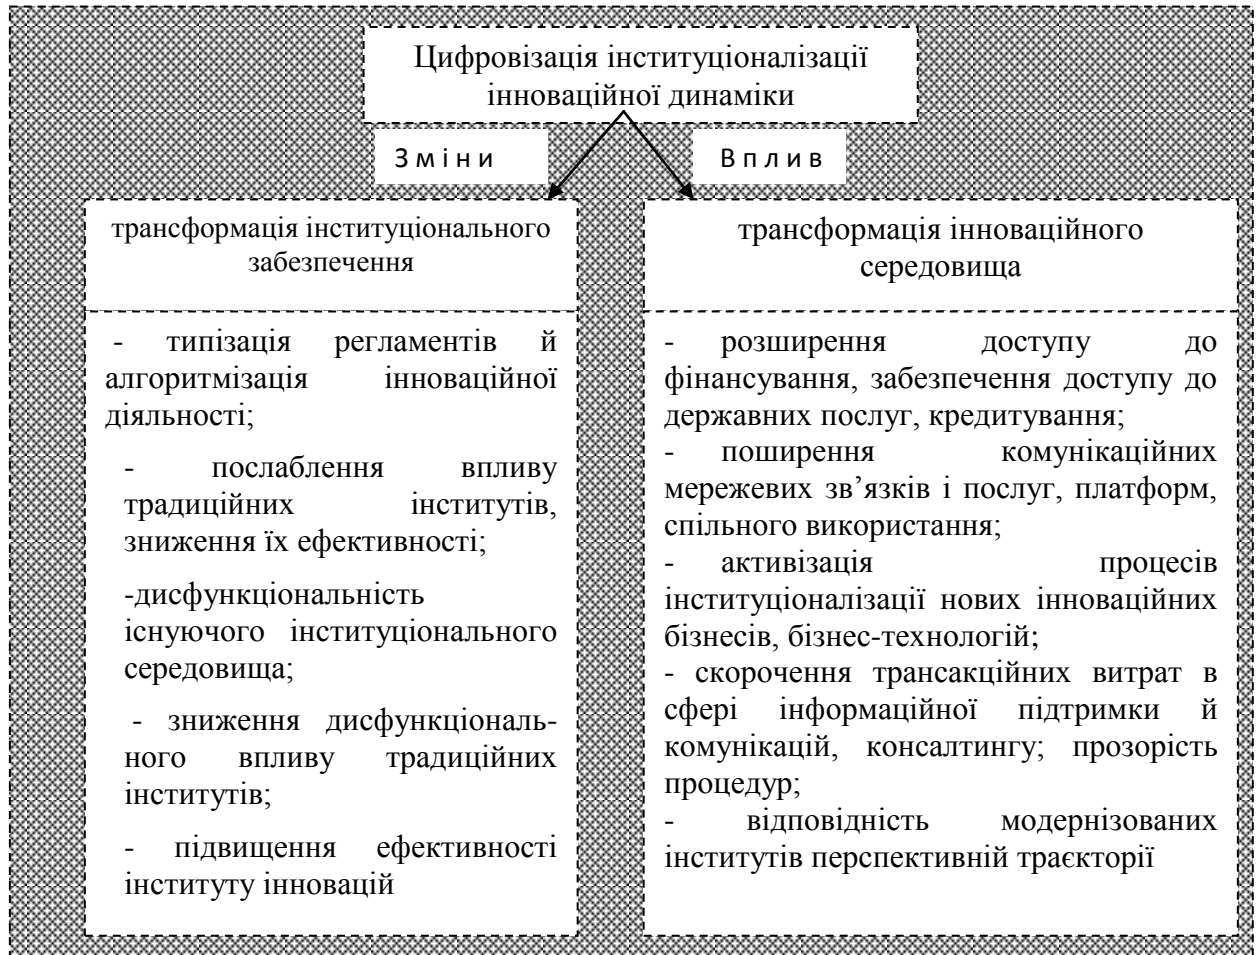 Цифровізація інституціоналізації
інноваційної динаміки
Зміни
Вплив
трансформація інституціонального
забезпечення
- типізація регламентів й
алгоритмізація інноваційної
діяльності;
- послаблення впливу
традиційних інститутів,
зниження їх ефективності;
-дисфункціональність
існуючого інституціонального
середовища;
- зниження дисфункціональ-
ного впливу традиційних
інститутів;
- підвищення ефективності
інституту інновацій
трансформація інноваційного
середовища
- розширення доступу до
фінансування, забезпечення доступу до
державних послуг, кредитування;
- поширення комунікаційних
мережевих зв’язків і послуг, платформ,
спільного використання;
- активізація процесів
інституціоналізації нових інноваційних
бізнесів, бізнес-технологій;
- скорочення трансакційних витрат в
сфері інформаційної підтримки й
комунікацій, консалтингу; прозорість
процедур;
- відповідність модернізованих
інститутів перспективній траєкторії